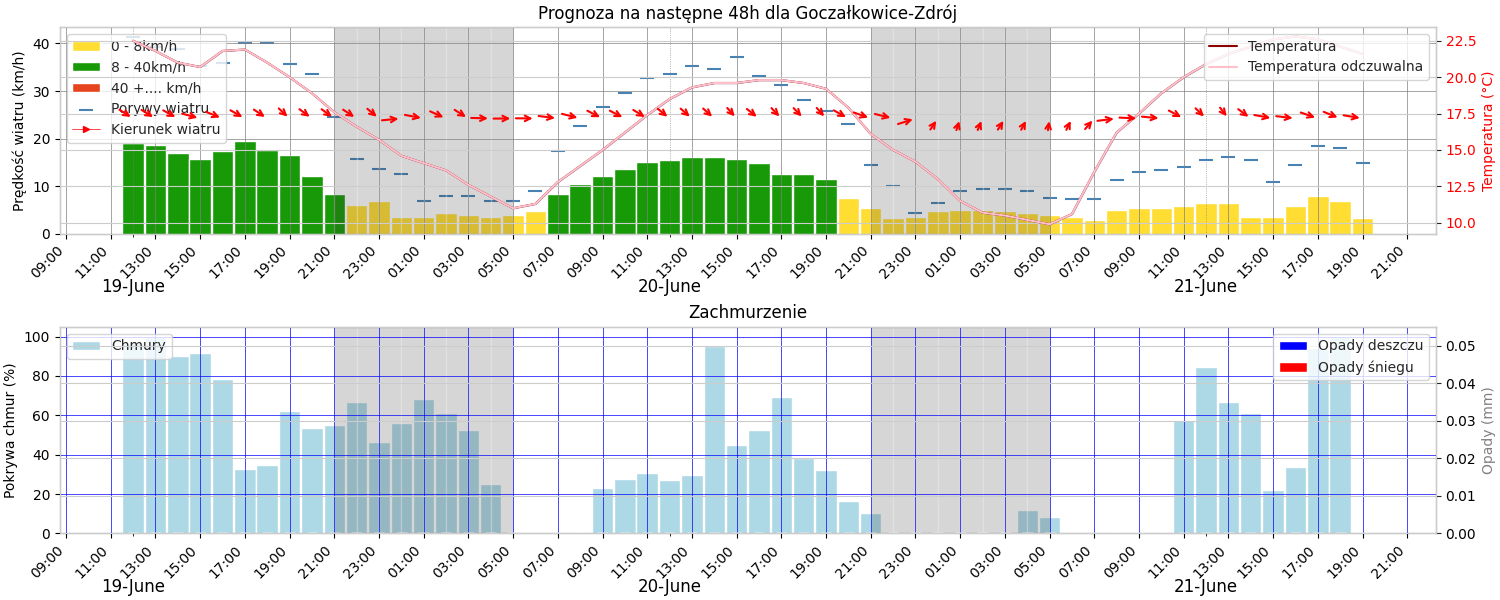 Prognoza na następne 48h dla Goczałkowice-Zdrój
Prędkość wiatru (km/h)
40
30
20
10
0
0 - 8km/h
8 - 40km/h
40 +.... km/h
Porywy wiatru
Kierunek wiatru
Temperatura
Temperatura odczuwalna
22.5
20.0
17.5
15.0
12.5
10.0
Temperatura (°C)
09:00 11:00 13:00 15:00 17:00 19:00 21:00 23:00 01:00 03:00 05:00 07:00 09:00 11:00 13:00 15:00 17:00 19:00 21:00 23:00 01:00 03:00 05:00 07:00 09:00 11:00 13:00 15:00 17:00 19:00 21:00
19-June 20-June 21-June
Zachmurzenie
Pokrywa chmur (%)
100
80
60
40
20
0
Chmury
Opady deszczu
Opady śniegu
0.05
0.04
0.03
0.02
0.01
0.00
Opady (mm)
09:00 11:00 13:00 15:00 17:00 19:00 21:00 23:00 01:00 03:00 05:00 07:00 09:00 11:00 13:00 15:00 17:00 19:00 21:00 23:00 01:00 03:00 05:00 07:00 09:00 11:00 13:00 15:00 17:00 19:00 21:00
19-June 20-June 21-June